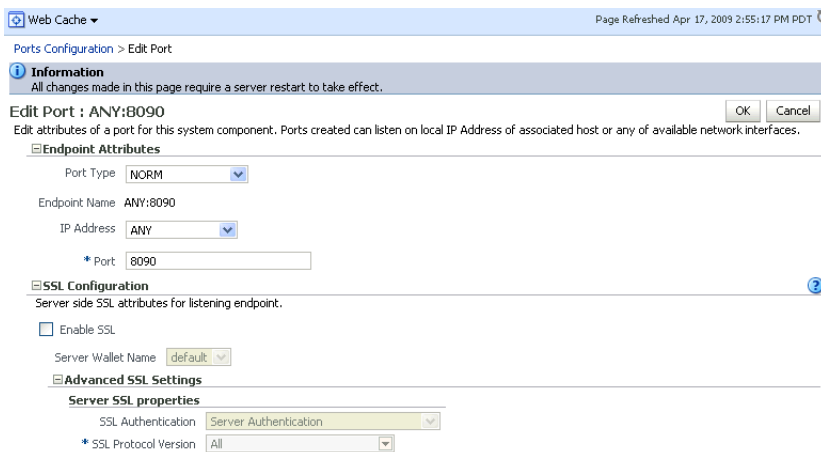 Web Cache
Page Refreshed Apr 17, 2009 2:55:17 PM PDT
Ports Configuration > Edit Port
Information
All changes made in this page require a server restart to take effect.
Edit Port : ANY:8090
OK Cancel
Edit attributes of a port for this system component. Ports created can listen on local IP Address of associated host or any of available network interfaces.
Endpoint Attributes
Port Type NORM
Endpoint Name ANY:8090
IP Address ANY
* Port 8090
SSL Configuration
Server side SSL attributes for listening endpoint.
Enable SSL
Server Wallet Name default
Advanced SSL Settings
Server SSL properties
SSL Authentication Server Authentication
* SSL Protocol Version All